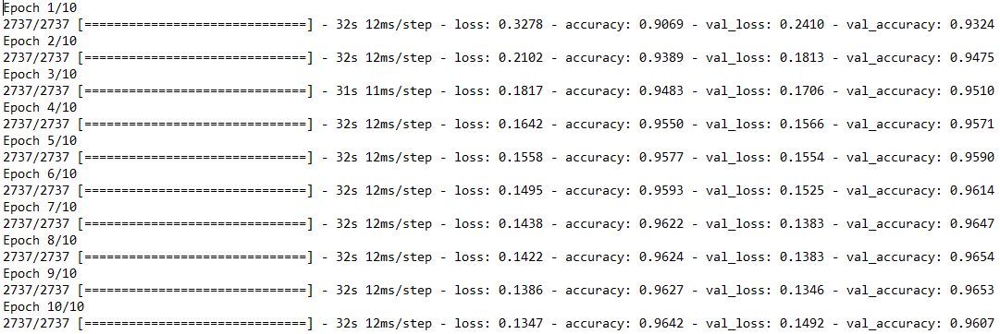 Epoch 1/10
2737/2737 [==============================] - 32s 12ms/step - loss: 0.3278 - accuracy: 0.9069 - val_loss: 0.2410 - val_accuracy: 0.9324
Epoch 2/10
2737/2737 [==============================] - 32s 12ms/step - loss: 0.2102 - accuracy: 0.9389 - val_loss: 0.1813 - val_accuracy: 0.9475
Epoch 3/10
2737/2737 [==============================] - 31s 11ms/step - loss: 0.1817 - accuracy: 0.9483 - val_loss: 0.1706 - val_accuracy: 0.9510
Epoch 4/10
2737/2737 [==============================] - 32s 12ms/step - loss: 0.1642 - accuracy: 0.9550 - val_loss: 0.1566 - val_accuracy: 0.9571
Epoch 5/10
2737/2737 [==============================] - 32s 12ms/step - loss: 0.1558 - accuracy: 0.9577 - val_loss: 0.1554 - val_accuracy: 0.9590
Epoch 6/10
2737/2737 [==============================] - 32s 12ms/step - loss: 0.1495 - accuracy: 0.9593 - val_loss: 0.1525 - val_accuracy: 0.9614
Epoch 7/10
2737/2737 [==============================] - 32s 12ms/step - loss: 0.1438 - accuracy: 0.9622 - val_loss: 0.1383 - val_accuracy: 0.9647
Epoch 8/10
2737/2737 [==============================] - 32s 12ms/step - loss: 0.1422 - accuracy: 0.9624 - val_loss: 0.1383 - val_accuracy: 0.9654
Epoch 9/10
2737/2737 [==============================] - 32s 12ms/step - loss: 0.1386 - accuracy: 0.9627 - val_loss: 0.1346 - val_accuracy: 0.9653
Epoch 10/10
2737/2737 [==============================] - 32s 12ms/step - loss: 0.1347 - accuracy: 0.9642 - val_loss: 0.1492 - val_accuracy: 0.9607